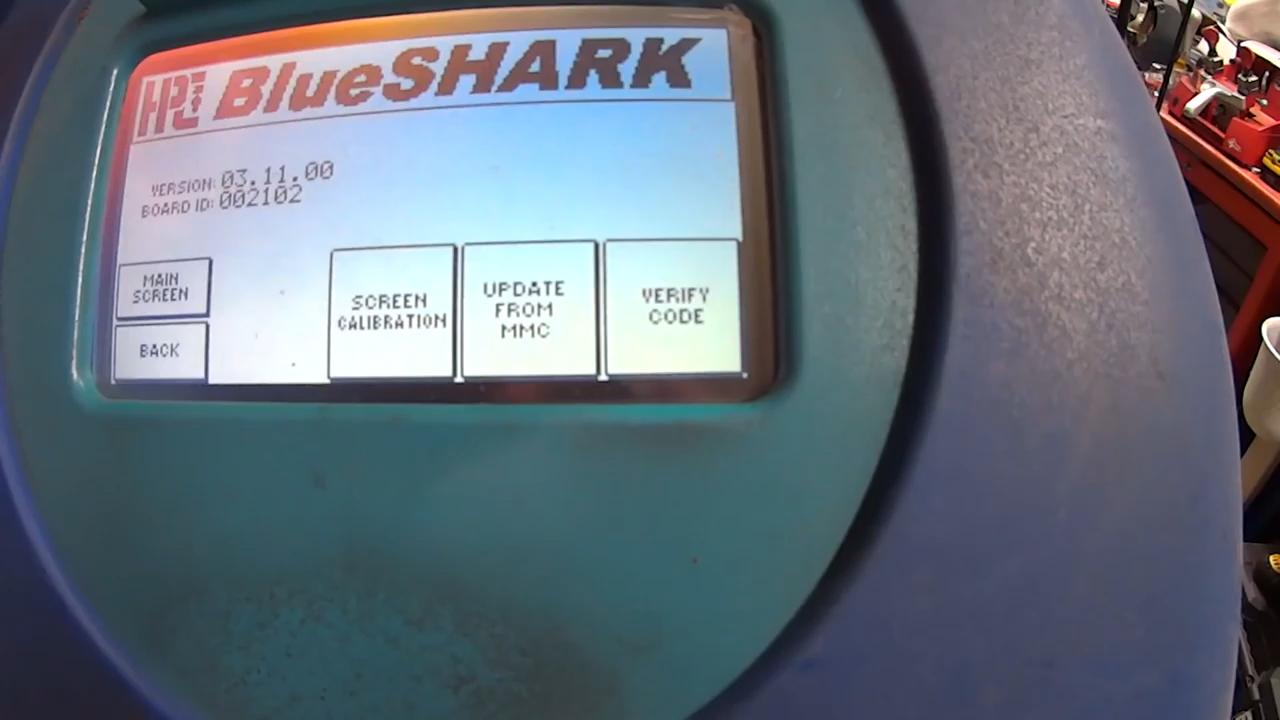 HPC BlueSHARK
VERSION: 03.11.00
BOARD ID: 002102
MAIN
SCREEN
BACK
SCREEN
CALIBRATION
UPDATE
FROM
MMC
VERIFY
CODE